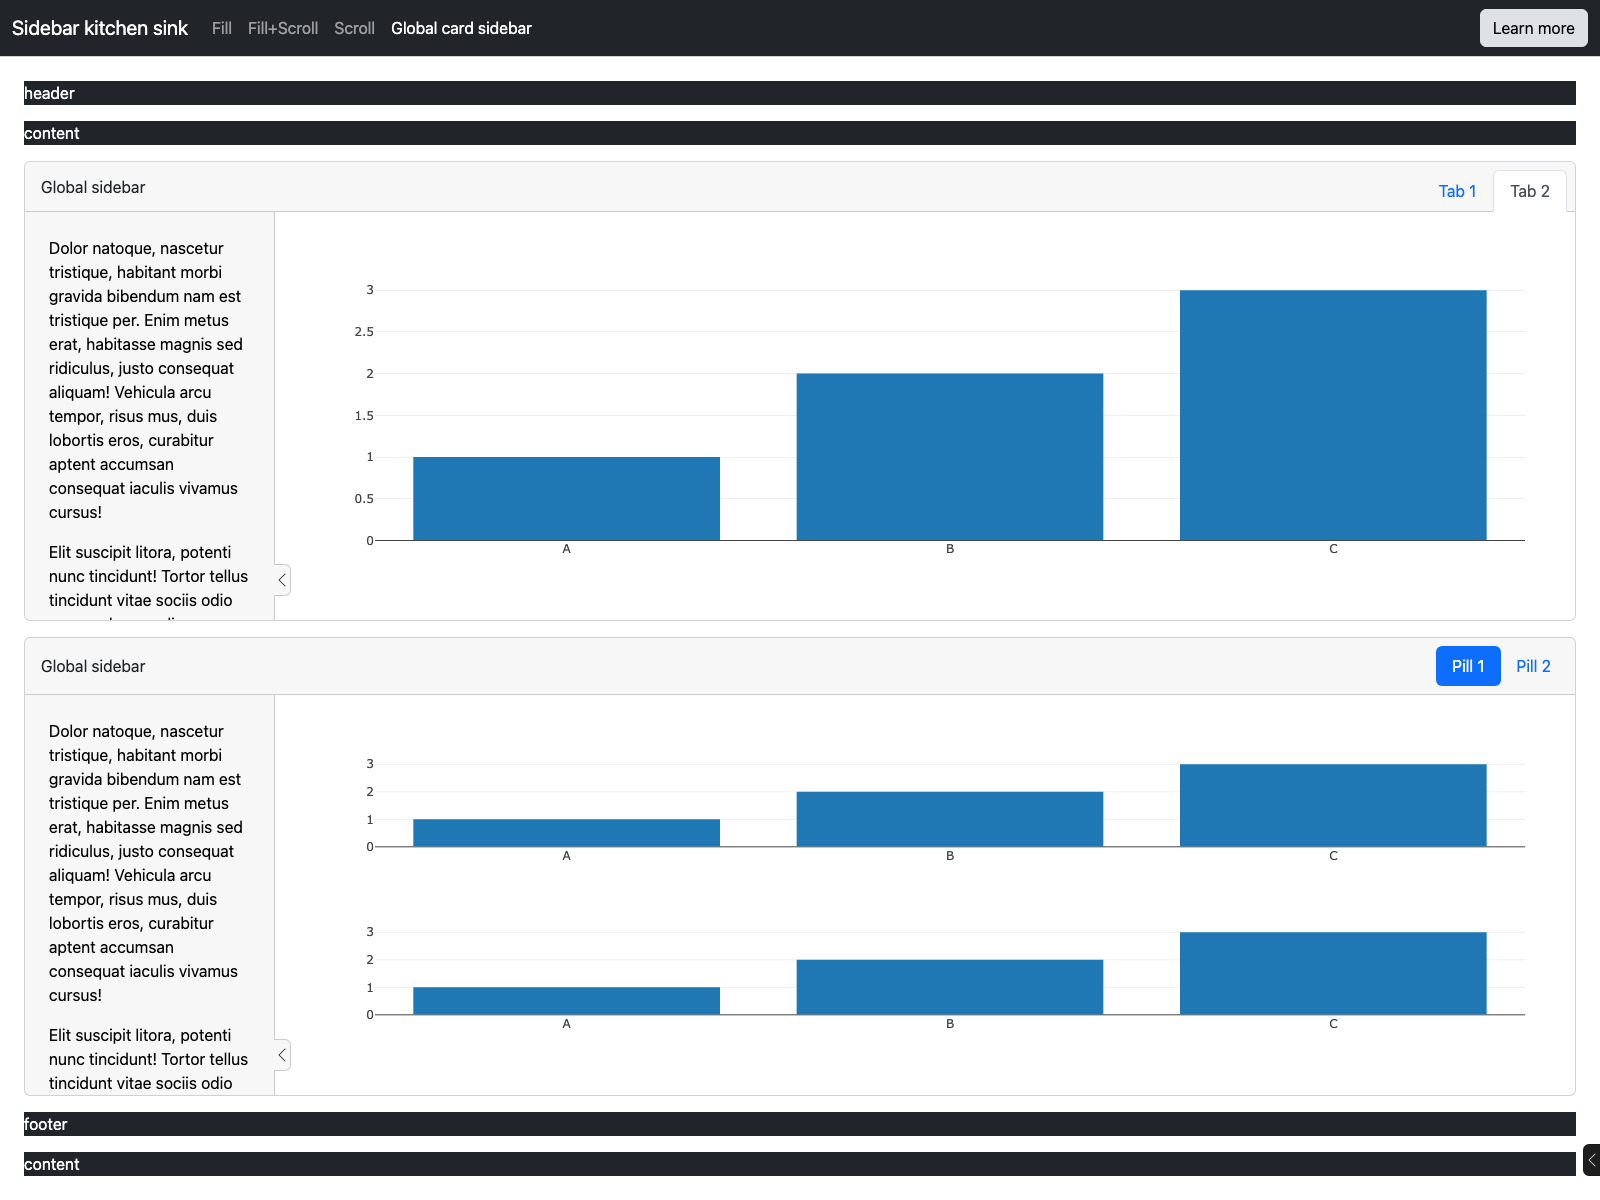 Sidebar kitchen sink Fill Fill+Scroll Scroll Global card sidebar Learn more
header
content
Global sidebar Tab 1 Tab 2
Dolor natoque, nascetur
tristique, habitant morbi
gravida bibendum nam est
tristique per. Enim metus
erat, habitasse magnis sed
ridiculus, justo consequat
aliquam! Vehicula arcu
tempor, risus mus, duis
lobortis eros, curabitur
aptent accumsan
consequat iaculis vivamus
cursus!
Elit suscipit litora, potenti
nunc tincidunt! Tortor tellus
tincidunt vitae sociis odio
3
2.5
2
1.5
1
0.5
0
A B C
Global sidebar Pill 1 Pill 2
Dolor natoque, nascetur
tristique, habitant morbi
gravida bibendum nam est
tristique per. Enim metus
erat, habitasse magnis sed
ridiculus, justo consequat
aliquam! Vehicula arcu
tempor, risus mus, duis
lobortis eros, curabitur
aptent accumsan
consequat iaculis vivamus
cursus!
Elit suscipit litora, potenti
nunc tincidunt! Tortor tellus
tincidunt vitae sociis odio
3
2
1
0
A B C
3
2
1
0
A B C
footer
content